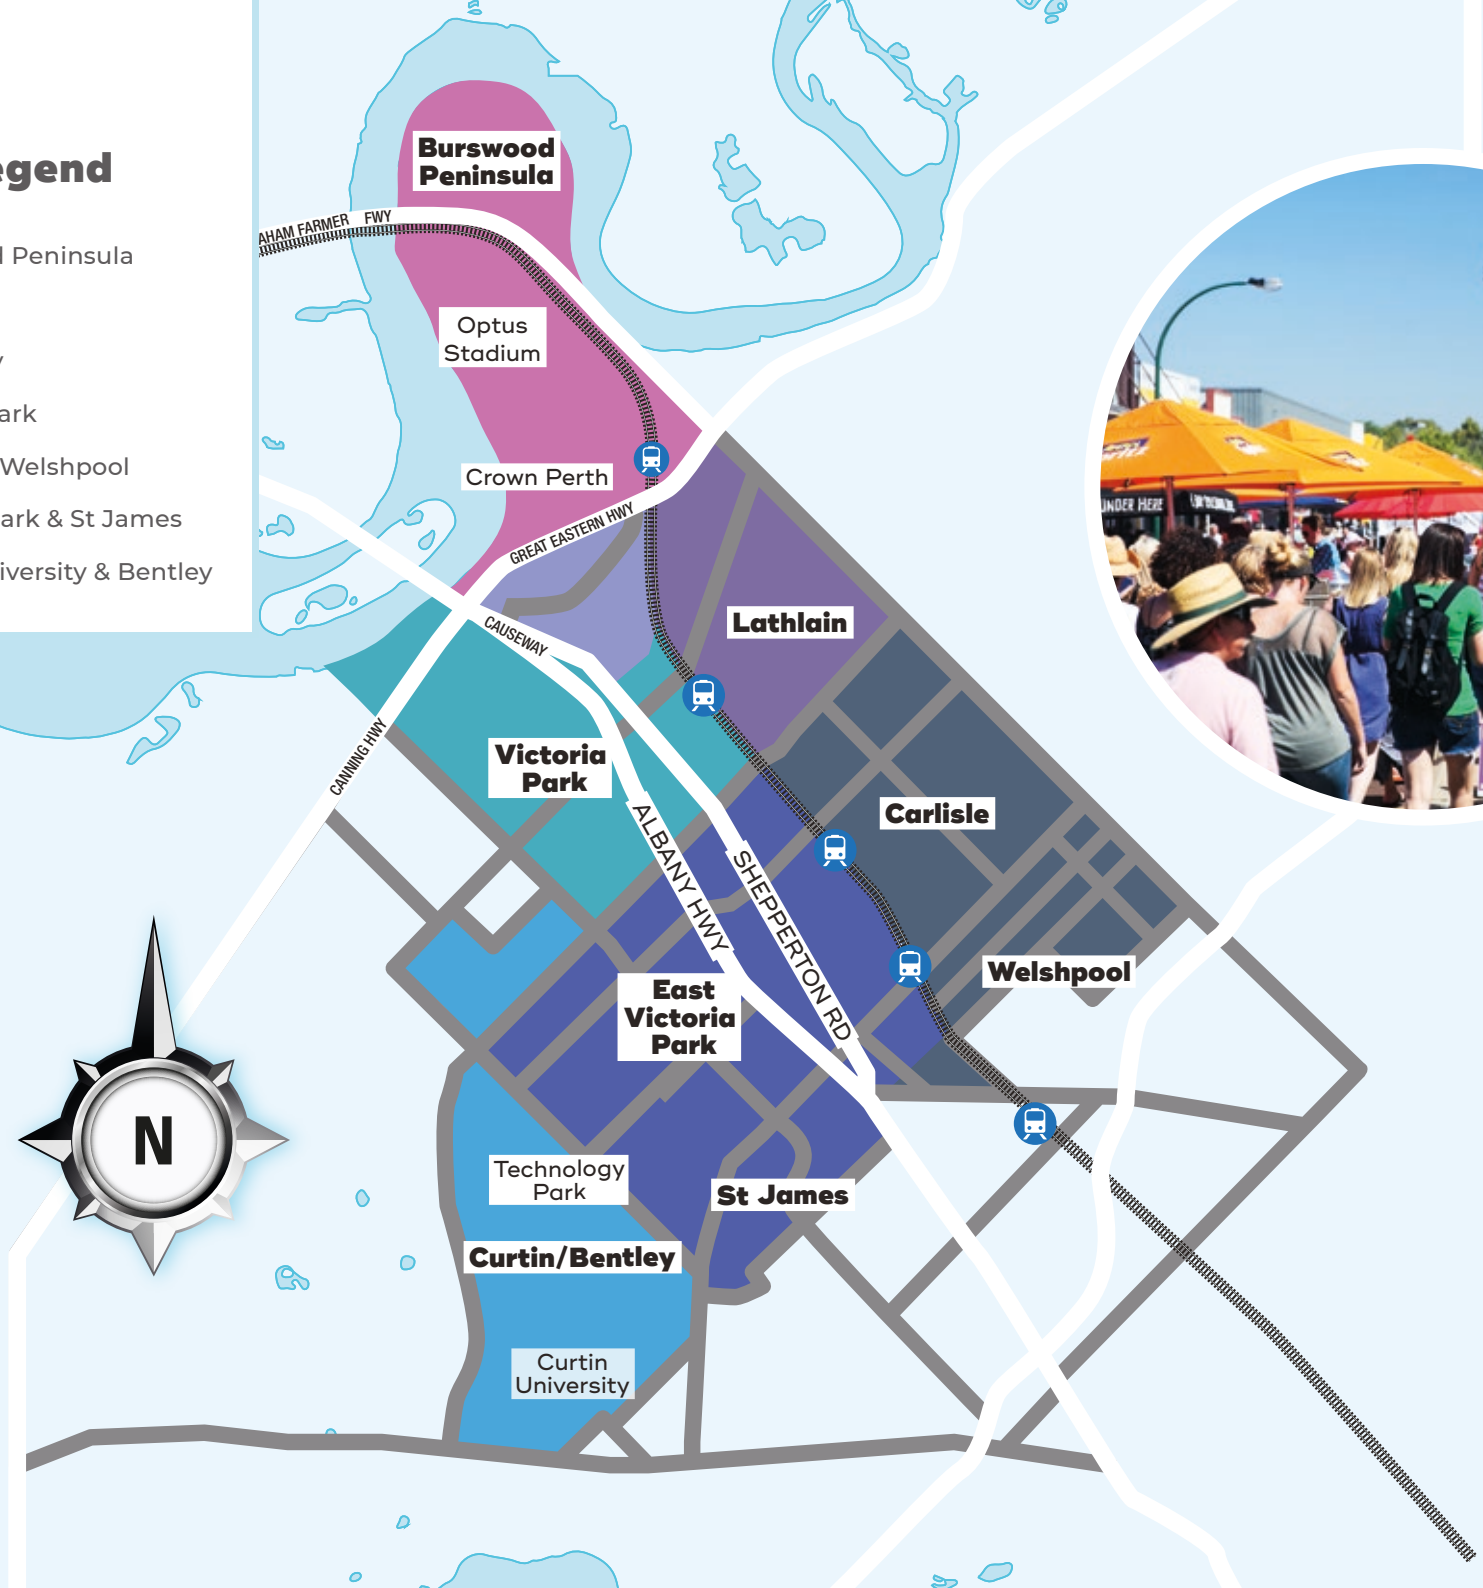 egend
d Peninsula
y
ark
Welshpool
ark & St James
iversity & Bentley
Burswood
Peninsula
AHAM FARMER FWY
Optus
Stadium
Crown Perth
GREAT EASTERN HWY
CAUSEWAY
Lathlain
CANNING HWY
Victoria
Park
ALBANY HWY
SHEPPERTON RD
Carlisle
Welshpool
East
Victoria
Park
N
Technology
Park
St James
Curtin/Bentley
Curtin
University
UNDER HERE